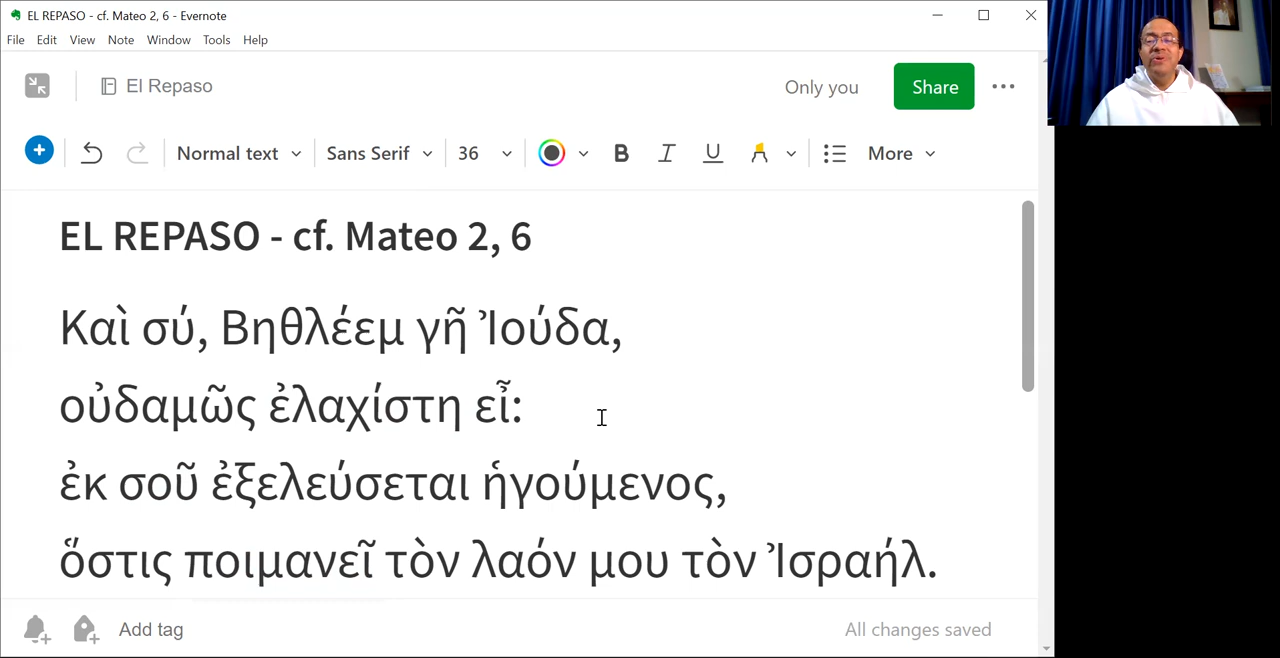 EL REPASO - cf. Mateo 2, 6 - Evernote
File Edit View Note Window Tools Help
El Repaso
Only you
Share
Normal text
Sans Serif
36
B I U
More
EL REPASO - cf. Mateo 2, 6
Καὶ σύ, Βηθλέεμ γῆ Ἰούδα,
οὐδαμῶς ἐλαχίστη εἶ:
ἐκ σοῦ ἐξελεύσεται ἡγούμενος,
ὅστις ποιμανεῖ τὸν λαόν μου τὸν Ἰσραήλ.
Add tag
All changes saved